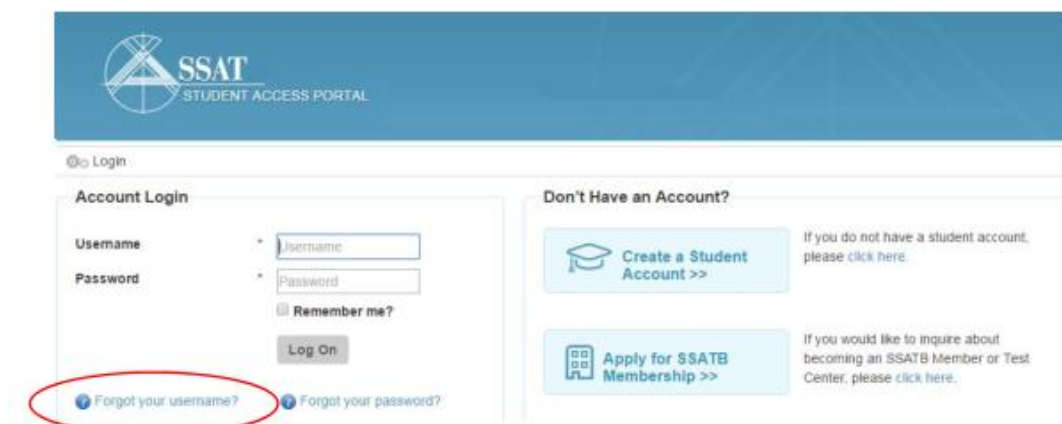 SSAT
STUDENT ACCESS PORTAL
Login
Account Login
Username * Username
Password * Password
Remember me?
Log On
Forgot your username? Forgot your password?
Don't Have an Account?
Create a Student
Account >>
If you do not have a student account,
please click here.
Apply for SSATB
Membership >>
If you would like to inquire about
becoming an SSATB Member or Test
Center, please click here.